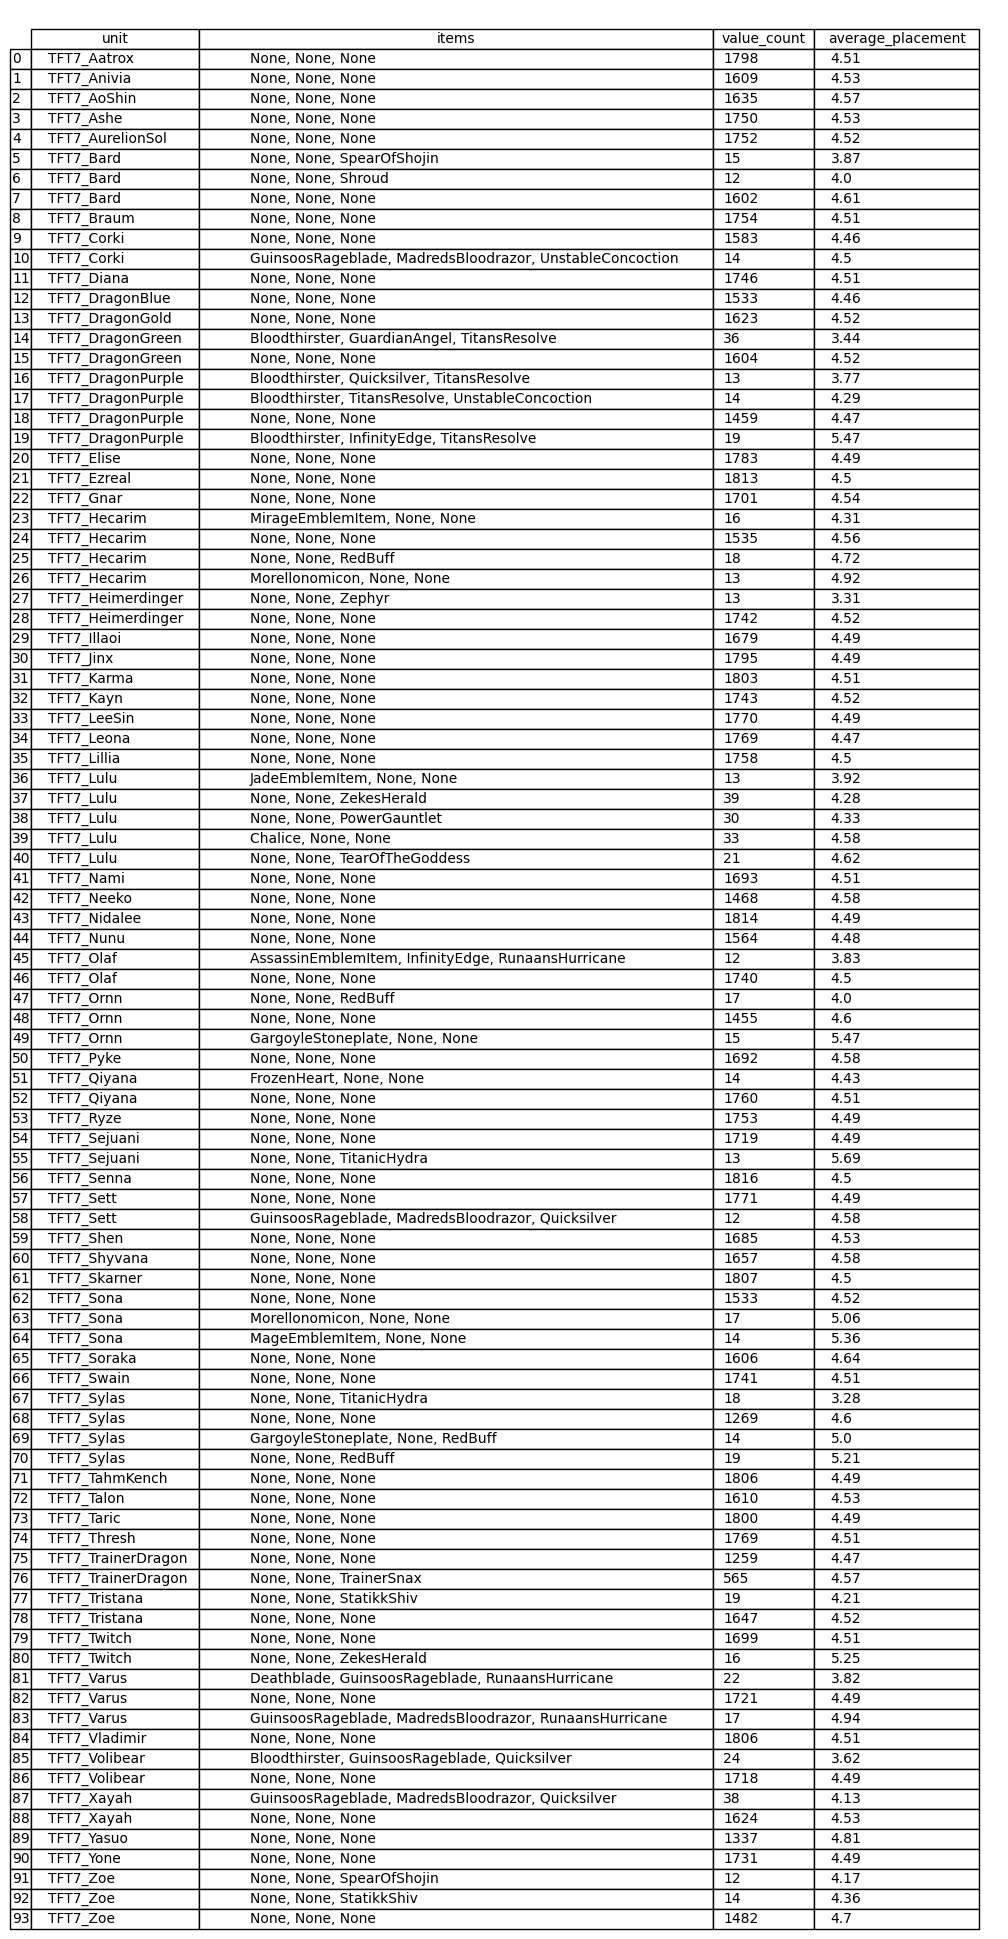 unit items value_count average_placement
0 TFT7_Aatrox None, None, None 1798 4.51
1 TFT7_Anivia None, None, None 1609 4.53
2 TFT7_AoShin None, None, None 1635 4.57
3 TFT7_Ashe None, None, None 1750 4.53
4 TFT7_AurelionSol None, None, None 1752 4.52
5 TFT7_Bard None, None, SpearOfShojin 15 3.87
6 TFT7_Bard None, None, Shroud 12 4.0
7 TFT7_Bard None, None, None 1602 4.61
8 TFT7_Braum None, None, None 1754 4.51
9 TFT7_Corki None, None, None 1583 4.46
10 TFT7_Corki GuinsoosRageblade, MadredsBloodrazor, UnstableConcoction 14 4.5
11 TFT7_Diana None, None, None 1746 4.51
12 TFT7_DragonBlue None, None, None 1533 4.46
13 TFT7_DragonGold None, None, None 1623 4.52
14 TFT7_DragonGreen Bloodthirster, GuardianAngel, TitansResolve 36 3.44
15 TFT7_DragonGreen None, None, None 1604 4.52
16 TFT7_DragonPurple Bloodthirster, Quicksilver, TitansResolve 13 3.77
17 TFT7_DragonPurple Bloodthirster, TitansResolve, UnstableConcoction 14 4.29
18 TFT7_DragonPurple None, None, None 1459 4.47
19 TFT7_DragonPurple Bloodthirster, InfinityEdge, TitansResolve 19 5.47
20 TFT7_Elise None, None, None 1783 4.49
21 TFT7_Ezreal None, None, None 1813 4.5
22 TFT7_Gnar None, None, None 1701 4.54
23 TFT7_Hecarim MirageEmblemItem, None, None 16 4.31
24 TFT7_Hecarim None, None, None 1535 4.56
25 TFT7_Hecarim None, None, RedBuff 18 4.72
26 TFT7_Hecarim Morellonomicon, None, None 13 4.92
27 TFT7_Heimerdinger None, None, Zephyr 13 3.31
28 TFT7_Heimerdinger None, None, None 1742 4.52
29 TFT7_Illaoi None, None, None 1679 4.49
30 TFT7_Jinx None, None, None 1795 4.49
31 TFT7_Karma None, None, None 1803 4.51
32 TFT7_Kayn None, None, None 1743 4.52
33 TFT7_LeeSin None, None, None 1770 4.49
34 TFT7_Leona None, None, None 1769 4.47
35 TFT7_Lillia None, None, None 1758 4.5
36 TFT7_Lulu JadeEmblemItem, None, None 13 3.92
37 TFT7_Lulu None, None, ZekesHerald 39 4.28
38 TFT7_Lulu None, None, PowerGauntlet 30 4.33
39 TFT7_Lulu Chalice, None, None 33 4.58
40 TFT7_Lulu None, None, TearOfTheGoddess 21 4.62
41 TFT7_Nami None, None, None 1693 4.51
42 TFT7_Neeko None, None, None 1468 4.58
43 TFT7_Nidalee None, None, None 1814 4.49
44 TFT7_Nunu None, None, None 1564 4.48
45 TFT7_Olaf AssassinEmblemItem, InfinityEdge, RunaansHurricane 12 3.83
46 TFT7_Olaf None, None, None 1740 4.5
47 TFT7_Ornn None, None, RedBuff 17 4.0
48 TFT7_Ornn None, None, None 1455 4.6
49 TFT7_Ornn GargoyleStoneplate, None, None 15 5.47
50 TFT7_Pyke None, None, None 1692 4.58
51 TFT7_Qiyana FrozenHeart, None, None 14 4.43
52 TFT7_Qiyana None, None, None 1760 4.51
53 TFT7_Ryze None, None, None 1753 4.49
54 TFT7_Sejuani None, None, None 1719 4.49
55 TFT7_Sejuani None, None, TitanicHydra 13 5.69
56 TFT7_Senna None, None, None 1816 4.5
57 TFT7_Sett None, None, None 1771 4.49
58 TFT7_Sett GuinsoosRageblade, MadredsBloodrazor, Quicksilver 12 4.58
59 TFT7_Shen None, None, None 1685 4.53
60 TFT7_Shyvana None, None, None 1657 4.58
61 TFT7_Skarner None, None, None 1807 4.5
62 TFT7_Sona None, None, None 1533 4.52
63 TFT7_Sona Morellonomicon, None, None 17 5.06
64 TFT7_Sona MageEmblemItem, None, None 14 5.36
65 TFT7_Soraka None, None, None 1606 4.64
66 TFT7_Swain None, None, None 1741 4.51
67 TFT7_Sylas None, None, TitanicHydra 18 3.28
68 TFT7_Sylas None, None, None 1269 4.6
69 TFT7_Sylas GargoyleStoneplate, None, RedBuff 14 5.0
70 TFT7_Sylas None, None, RedBuff 19 5.21
71 TFT7_TahmKench None, None, None 1806 4.49
72 TFT7_Talon None, None, None 1610 4.53
73 TFT7_Taric None, None, None 1800 4.49
74 TFT7_Thresh None, None, None 1769 4.51
75 TFT7_TrainerDragon None, None, None 1259 4.47
76 TFT7_TrainerDragon None, None, TrainerSnax 565 4.57
77 TFT7_Tristana None, None, StatikkShiv 19 4.21
78 TFT7_Tristana None, None, None 1647 4.52
79 TFT7_Twitch None, None, None 1699 4.51
80 TFT7_Twitch None, None, ZekesHerald 16 5.25
81 TFT7_Varus Deathblade, GuinsoosRageblade, RunaansHurricane 22 3.82
82 TFT7_Varus None, None, None 1721 4.49
83 TFT7_Varus GuinsoosRageblade, MadredsBloodrazor, RunaansHurricane 17 4.94
84 TFT7_Vladimir None, None, None 1806 4.51
85 TFT7_Volibear Bloodthirster, GuinsoosRageblade, Quicksilver 24 3.62
86 TFT7_Volibear None, None, None 1718 4.49
87 TFT7_Xayah GuinsoosRageblade, MadredsBloodrazor, Quicksilver 38 4.13
88 TFT7_Xayah None, None, None 1624 4.53
89 TFT7_Yasuo None, None, None 1337 4.81
90 TFT7_Yone None, None, None 1731 4.49
91 TFT7_Zoe None, None, SpearOfShojin 12 4.17
92 TFT7_Zoe None, None, StatikkShiv 14 4.36
93 TFT7_Zoe None, None, None 1482 4.7